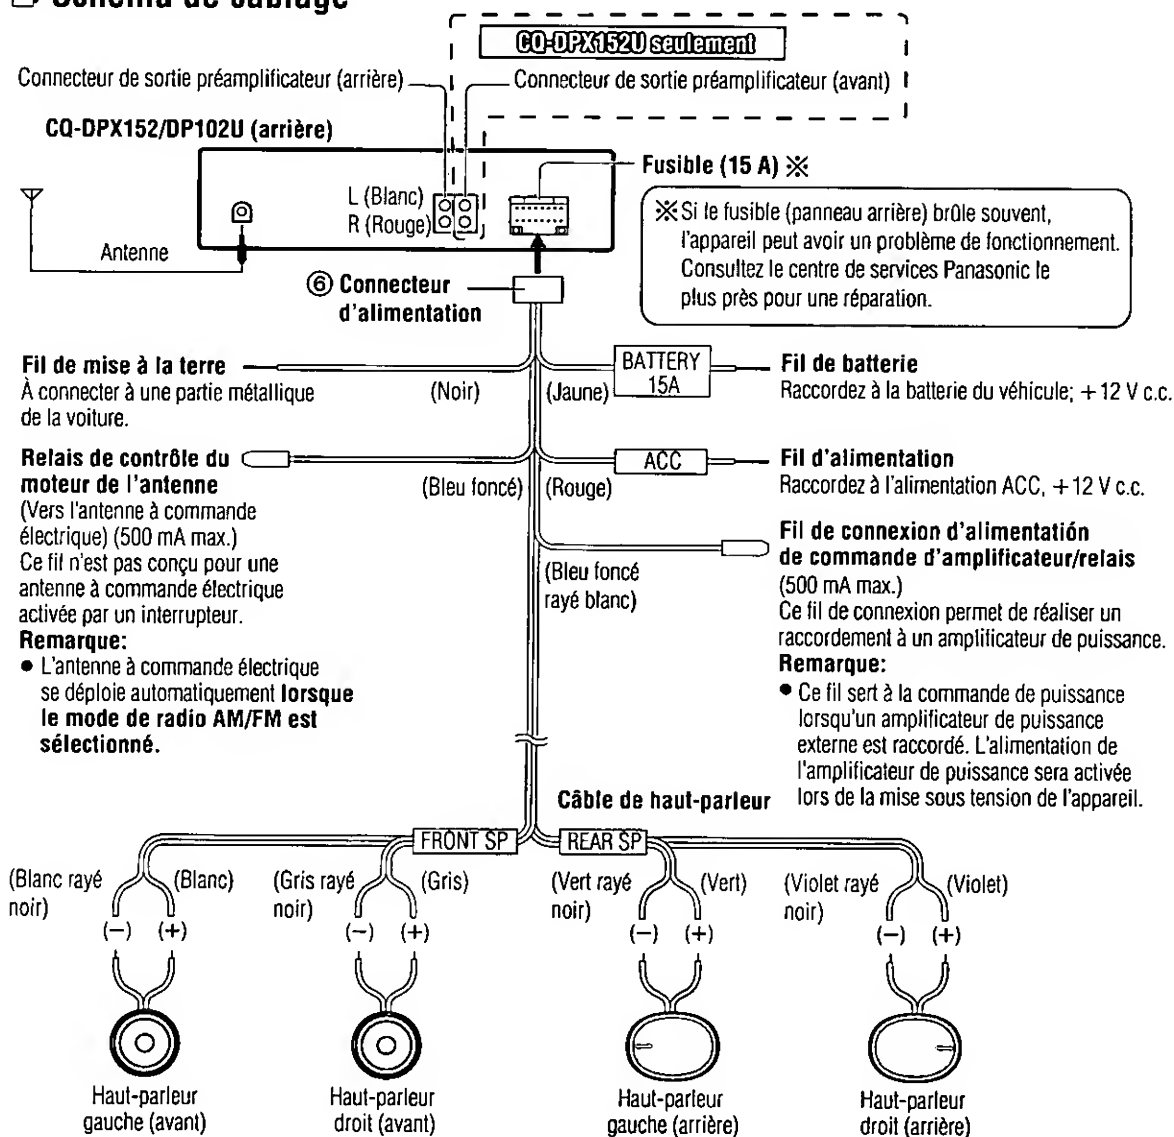 Schéma de câblage
CQ-DPX152U seulement
Connecteur de sortie préamplificateur (arrière)
Connecteur de sortie préamplificateur (avant)
CQ-DPX152/DP102U (arrière)
Fusible (15 A) ※
L (Blanc)
R (Rouge)
Antenne
※ Si le fusible (panneau arrière) brûle souvent,
l'appareil peut avoir un problème de fonctionnement.
Consultez le centre de services Panasonic le
plus près pour une réparation.
⑥ Connecteur
d'alimentation
Fil de mise à la terre
À connecter à une partie métallique
de la voiture.
(Noir)
(Jaune)
BATTERY
15A
Fil de batterie
Raccordez à la batterie du véhicule; +12 V c.c.
Relais de contrôle du
moteur de l'antenne
(Vers l'antenne à commande
électrique) (500 mA max.)
Ce fil n'est pas conçu pour une
antenne à commande électrique
activée par un interrupteur.
Remarque:
● L'antenne à commande électrique
se déploie automatiquement lorsque
le mode de radio AM/FM est
sélectionné.
(Bleu foncé)
(Rouge)
ACC
Fil d'alimentation
Raccordez à l'alimentation ACC, +12 V c.c.
(Bleu foncé
rayé blanc)
Fil de connexion d'alimentatión
de commande d'amplificateur/relais
(500 mA max.)
Ce fil de connexion permet de réaliser un
raccordement à un amplificateur de puissance.
Remarque:
● Ce fil sert à la commande de puissance
lorsqu'un amplificateur de puissance
externe est raccordé. L'alimentation de
l'amplificateur de puissance sera activée
lors de la mise sous tension de l'appareil.
Câble de haut-parleur
FRONT SP
REAR SP
(Blanc rayé
noir)
(Blanc)
(Gris rayé
noir)
(Gris)
(Vert rayé
noir)
(Vert)
(Violet rayé
noir)
(Violet)
(−) (+)
(−) (+)
(−) (+)
(−) (+)
Haut-parleur
gauche (avant)
Haut-parleur
droit (avant)
Haut-parleur
gauche (arrière)
Haut-parleur
droit (arrière)